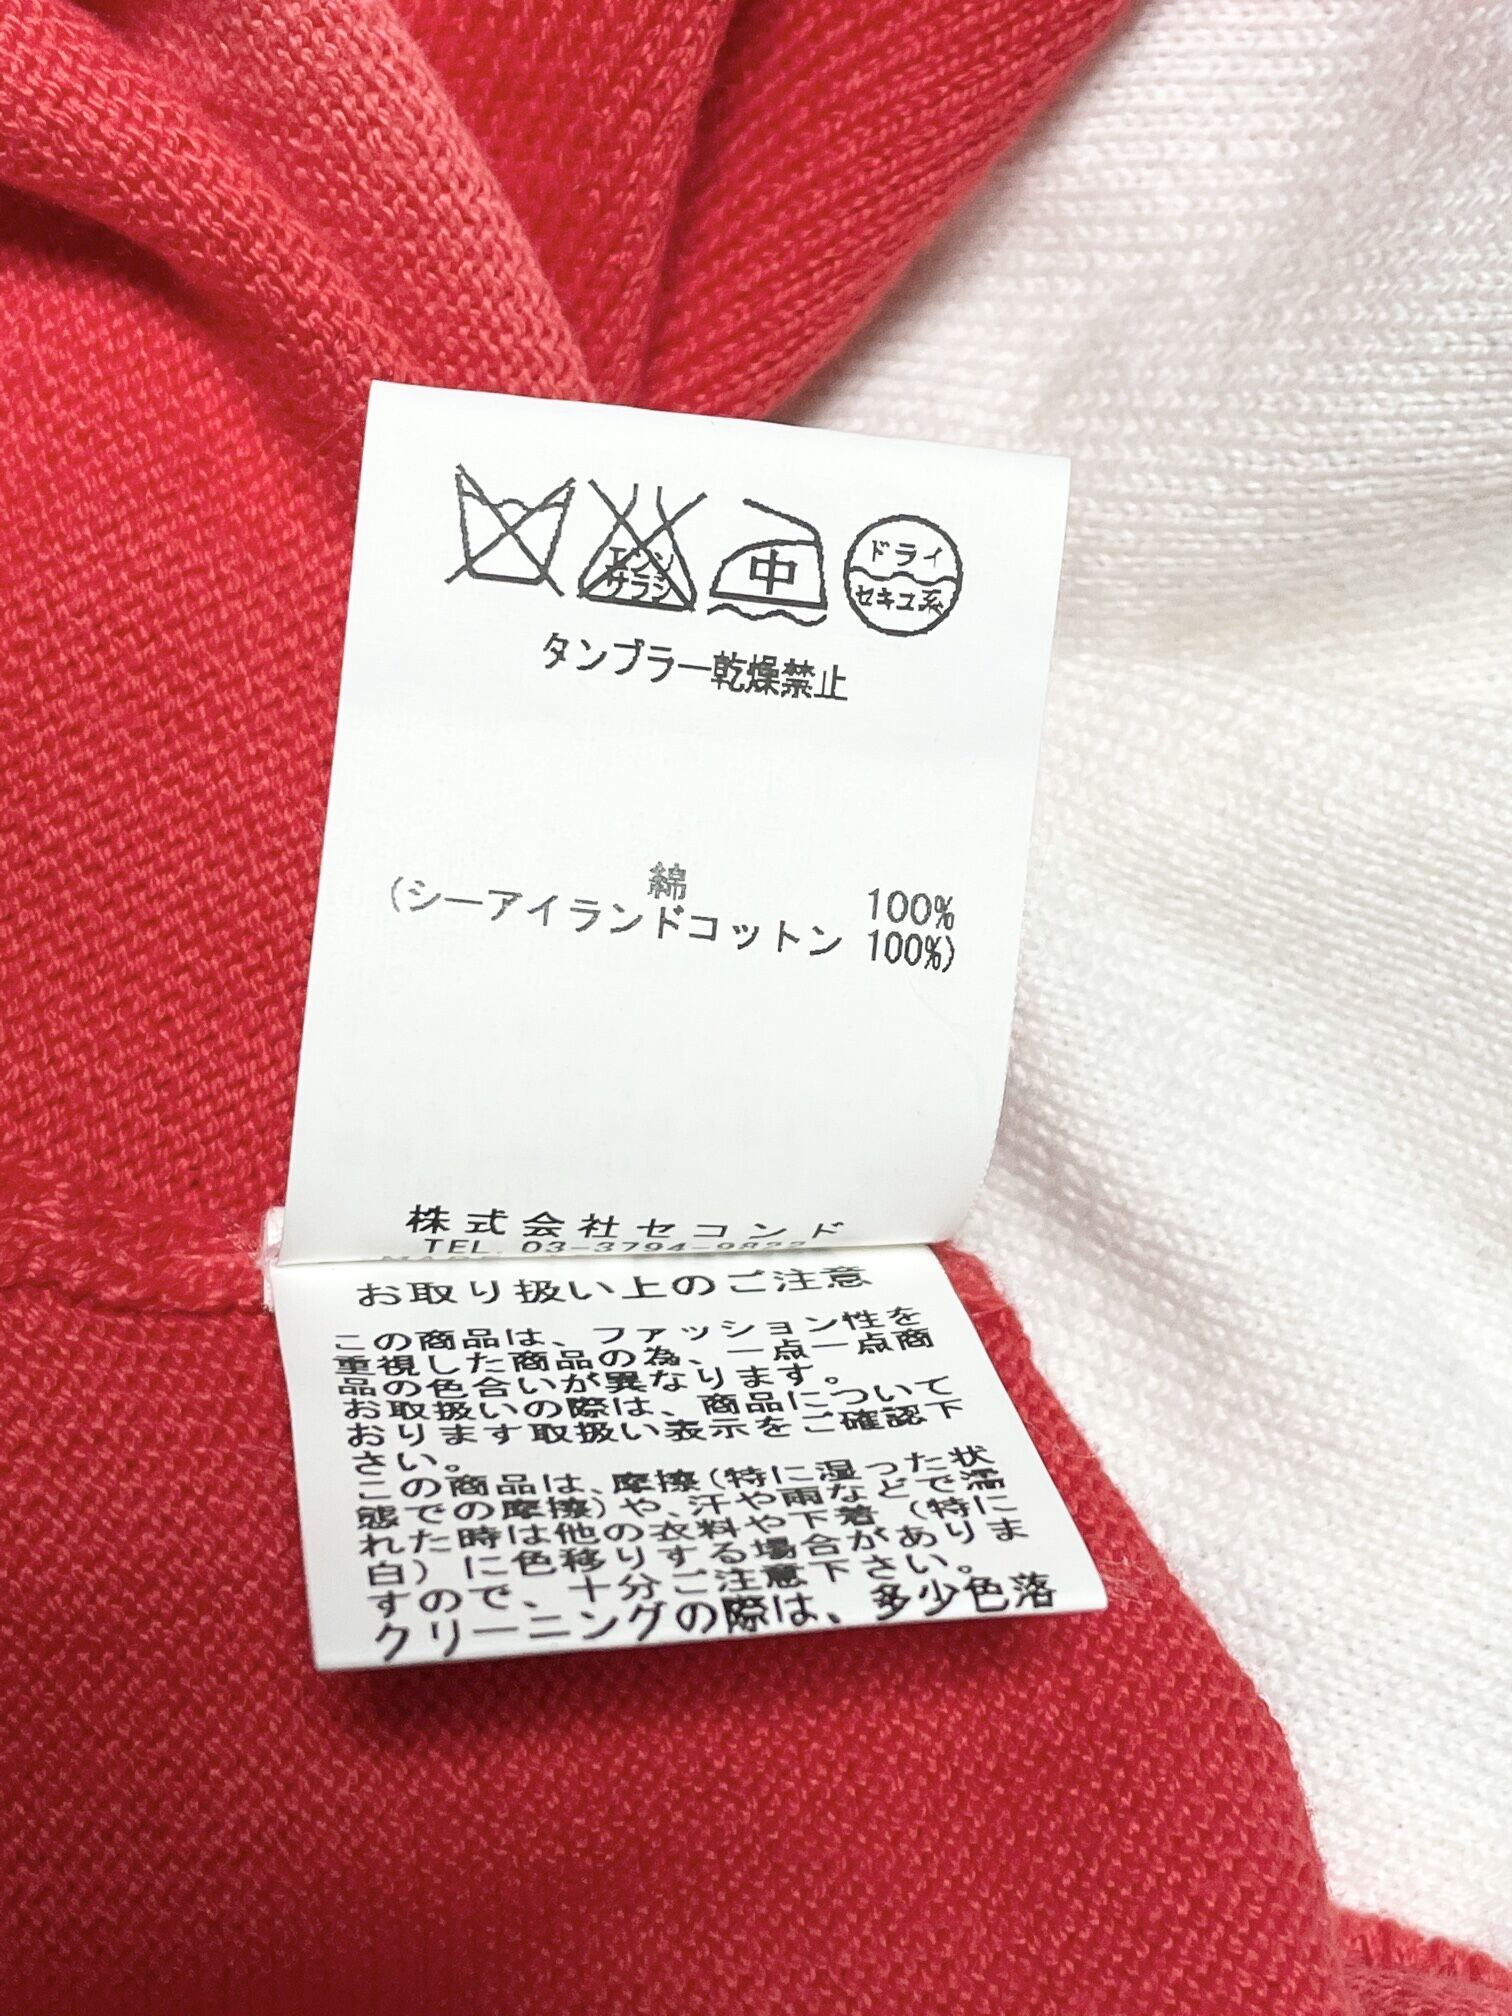 エンソ
サラシ
中
ドライ
セキユ系
タンブラー乾燥禁止
綿 100%
(シーアイランドコットン 100%)
株式会社セコンド
TEL. 03-3794-9833
お取り扱い上のご注意
この商品は、ファッション性を
重視した商品の為、一点一点商
品の色合いが異なります。
お取扱いの際は、商品について
おります取扱い表示をご確認下
さい。
この商品は、摩擦(特に湿った状
態での摩擦)や、汗や雨などで濡
れた時は他の衣料や下着(特に
白)に色移りする場合がありま
すので、十分ご注意下さい。
クリーニングの際は、多少色落